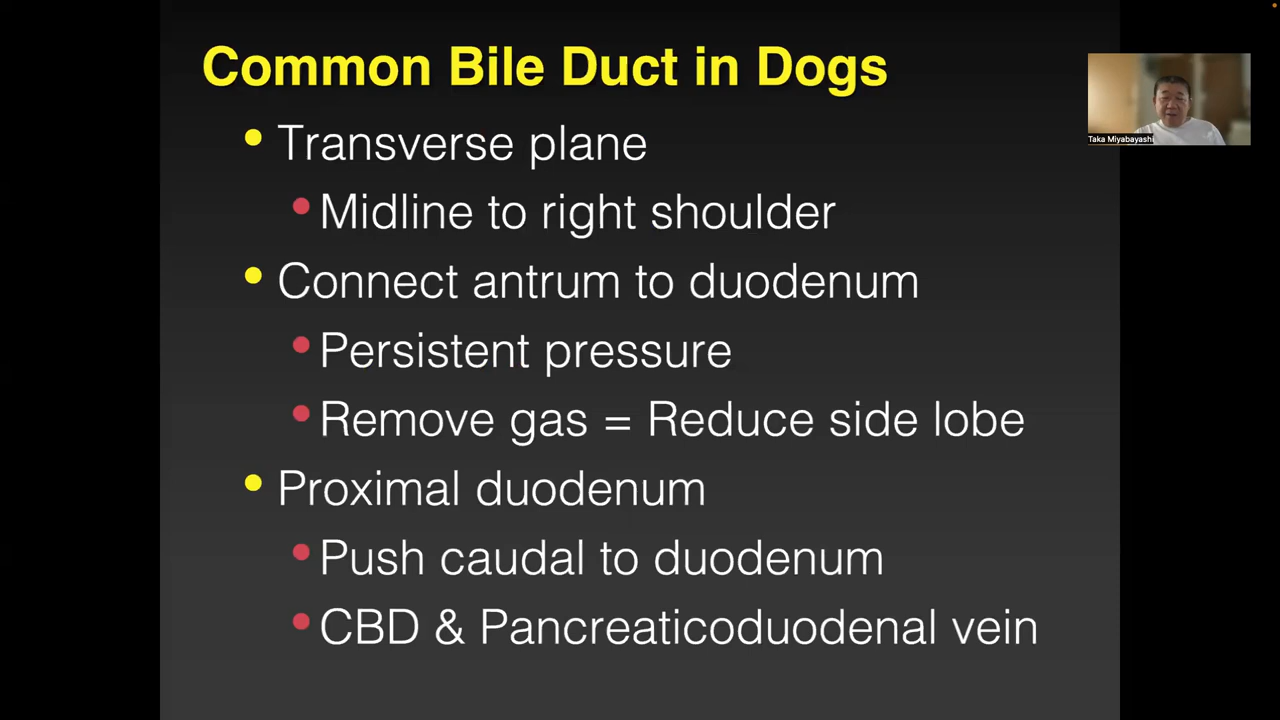 Common Bile Duct in Dogs
• Transverse plane
• Midline to right shoulder
• Connect antrum to duodenum
• Persistent pressure
• Remove gas = Reduce side lobe
• Proximal duodenum
• Push caudal to duodenum
• CBD & Pancreaticoduodenal vein
Taka Miyabayashi